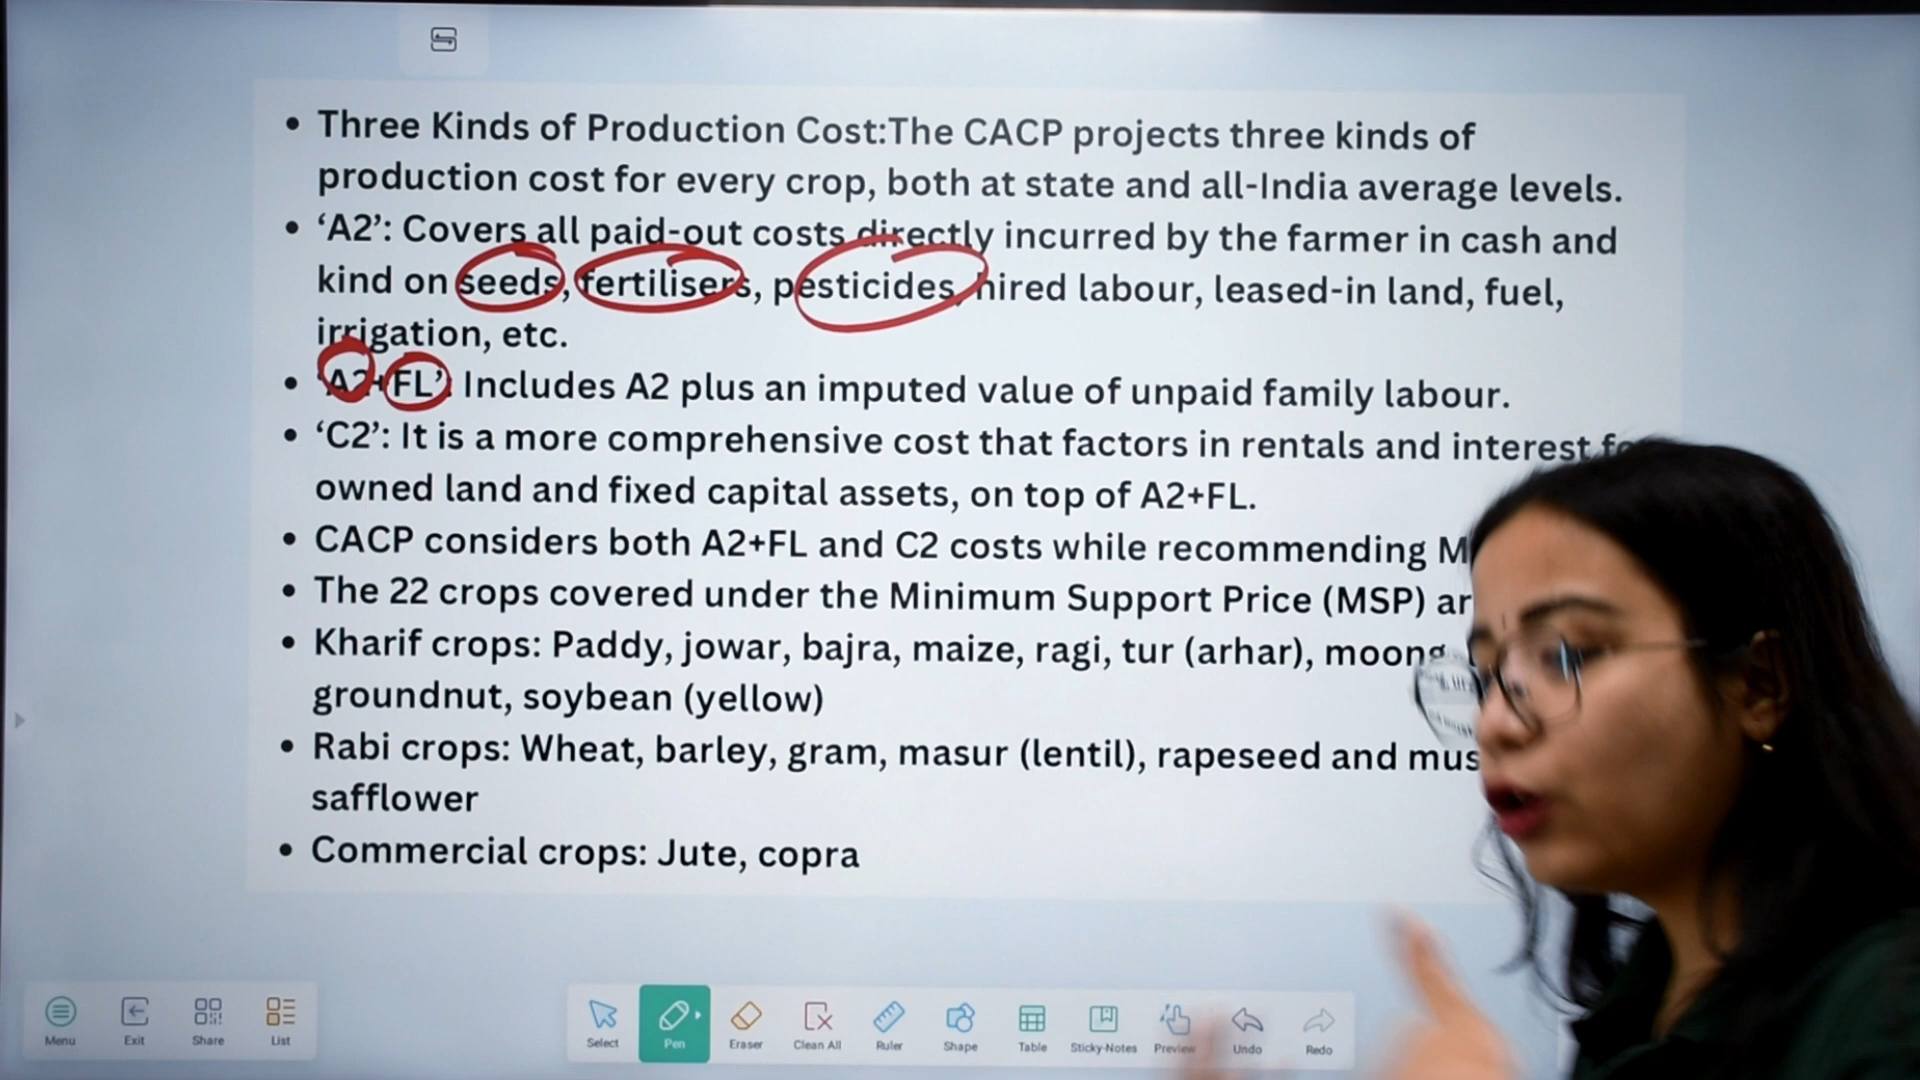 • Three Kinds of Production Cost:The CACP projects three kinds of
production cost for every crop, both at state and all-India average levels.
• ‘A2’: Covers all paid-out costs directly incurred by the farmer in cash and
kind on seeds, fertilisers, pesticides, hired labour, leased-in land, fuel,
irrigation, etc.
• ‘A2+FL’: Includes A2 plus an imputed value of unpaid family labour.
• ‘C2’: It is a more comprehensive cost that factors in rentals and interest
owned land and fixed capital assets, on top of A2+FL.
• CACP considers both A2+FL and C2 costs while recommending
• The 22 crops covered under the Minimum Support Price (MSP)
• Kharif crops: Paddy, jowar, bajra, maize, ragi, tur (arhar), moong
groundnut, soybean (yellow)
• Rabi crops: Wheat, barley, gram, masur (lentil), rapeseed and
safflower
• Commercial crops: Jute, copra
Menu Exit Share List Select Pen Eraser Clean All Ruler Shape Table Sticky-Notes Preview Undo Redo